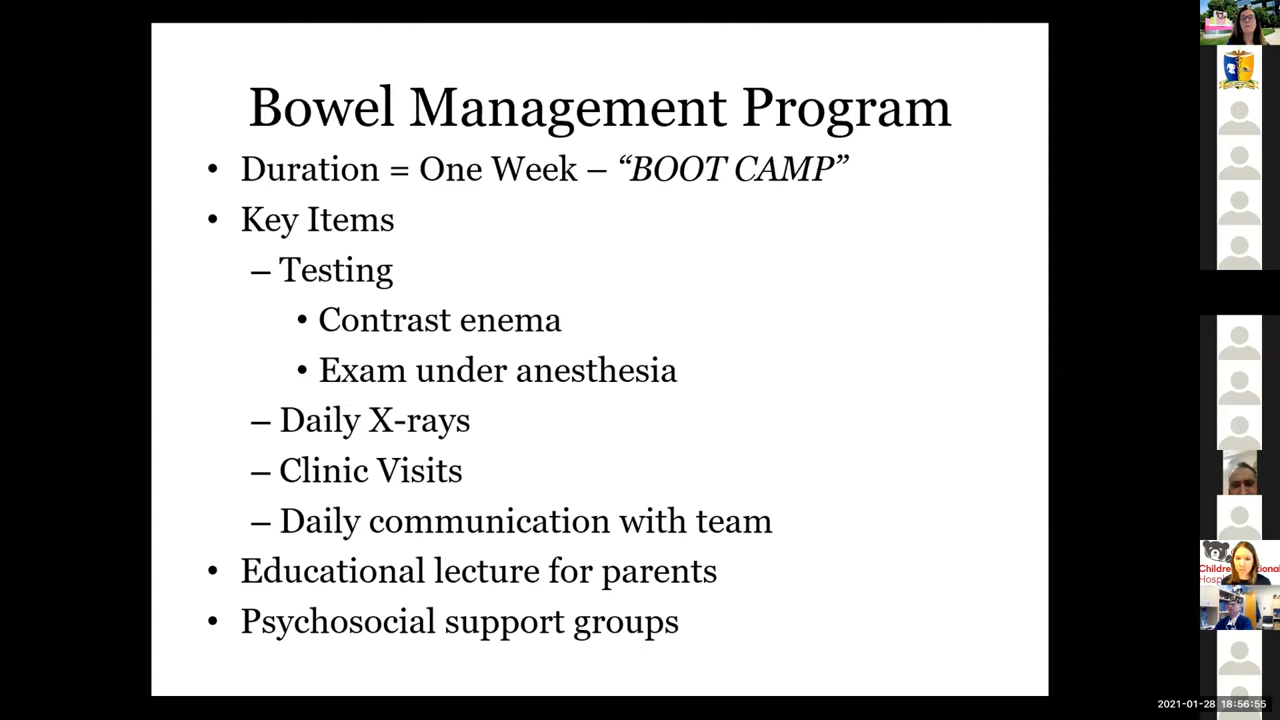 Bowel Management Program
• Duration = One Week – “BOOT CAMP”
• Key Items
– Testing
• Contrast enema
• Exam under anesthesia
– Daily X-rays
– Clinic Visits
– Daily communication with team
• Educational lecture for parents
• Psychosocial support groups
2021-01-28 18:56:55